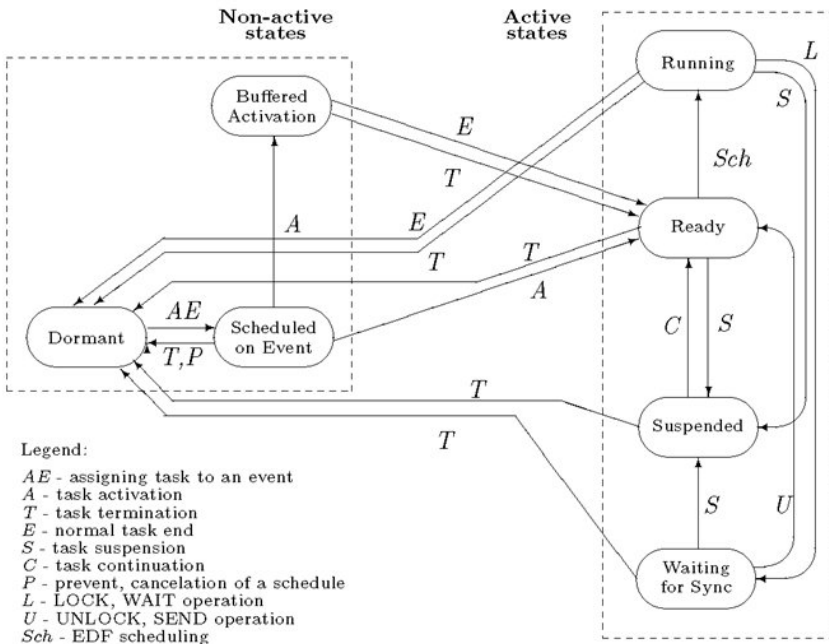 Non-active
states
Active
states
Running
L
S
Buffered
Activation
E
T
Sch
A
E
T
Ready
T
A
Dormant
AE
T,P
Scheduled
on Event
C
S
T
T
Suspended
S
U
Waiting
for Sync
Legend:
AE - assigning task to an event
A - task activation
T - task termination
E - normal task end
S - task suspension
C - task continuation
P - prevent, cancelation of a schedule
L - LOCK, WAIT operation
U - UNLOCK, SEND operation
Sch - EDF scheduling